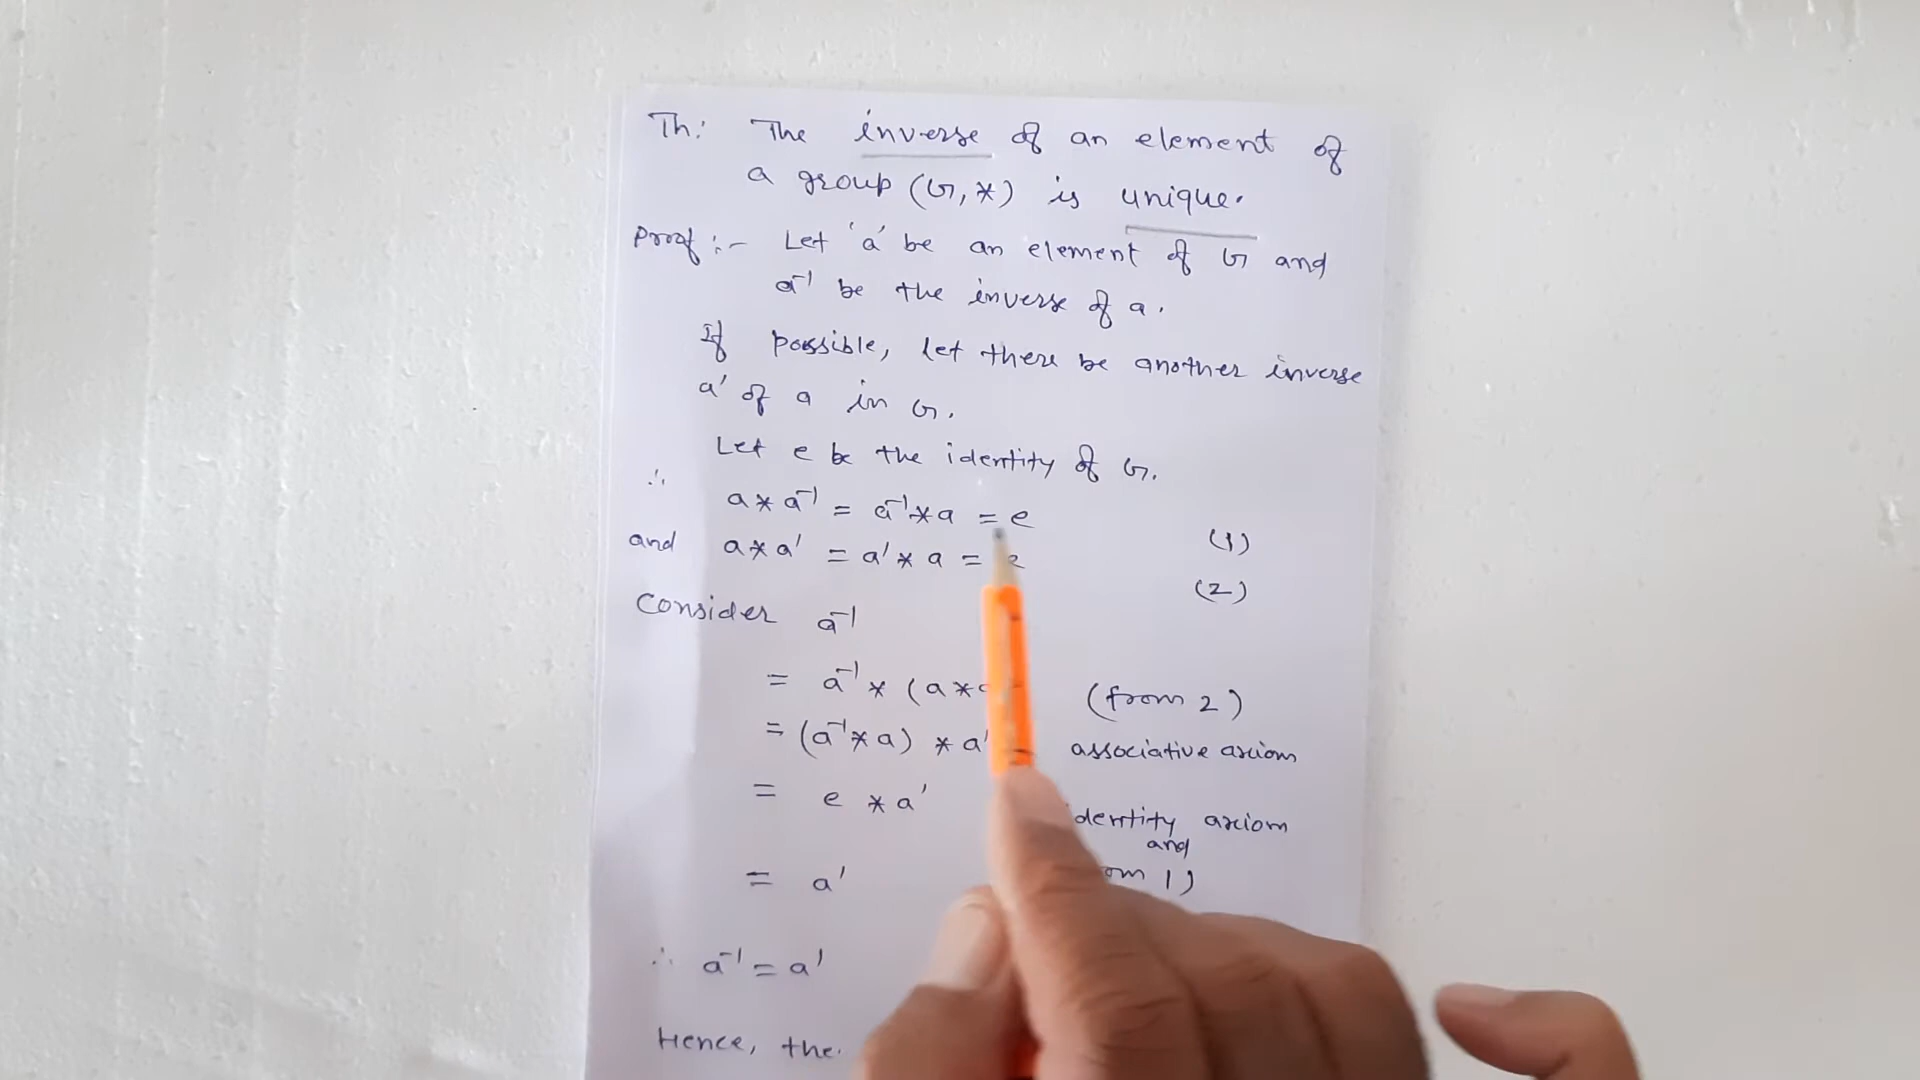 Th: The inverse of an element of
a group (G, *) is unique.
Proof :- Let 'a' be an element of G and
a⁻¹ be the inverse of a.
If possible, let there be another inverse
a' of a in G.
Let e be the identity of G.
∴ a * a⁻¹ = a⁻¹ * a = e (1)
and a * a' = a' * a = (2)
Consider a⁻¹
= a⁻¹ * (a * (from 2)
= (a⁻¹ * a) * a' associative axiom
= e * a' axiom
and
= a' 1)
∴ a⁻¹ = a'
Hence, the